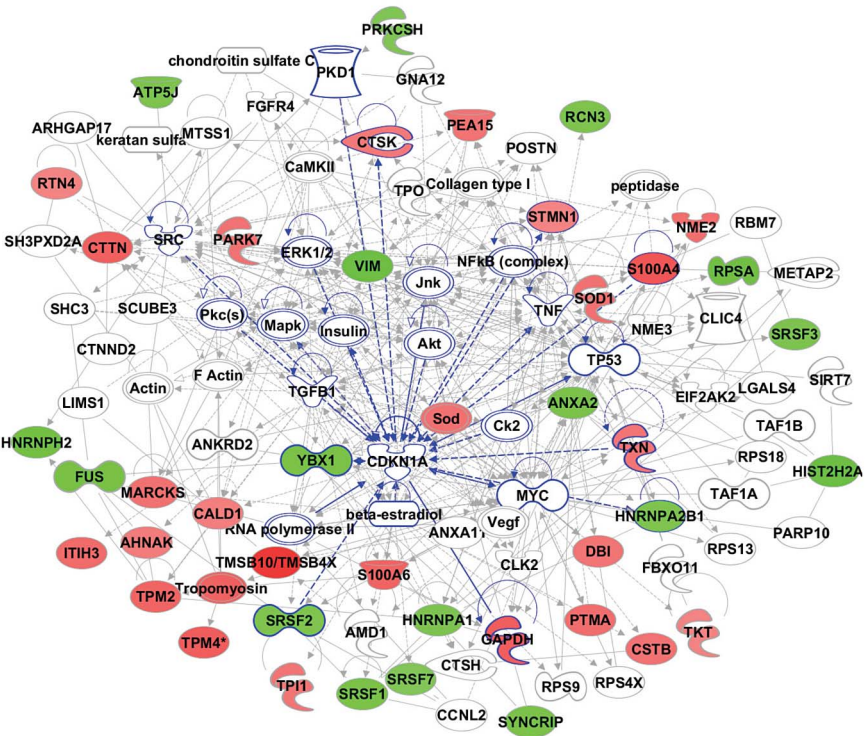 PRKCSH
chondroitin sulfate C
PKD1
GNA12
ATP5J
FGFR4
ARHGAP17
keratan sulfa
MTSS1
CTSK
PEA15
RCN3
POSTN
CaMKII
RTN4
TPO
Collagen type I
peptidase
STMN1
NME2
RBM7
SH3PXD2A
CTTN
SRC
PARK7
ERK1/2
VIM
NFkB (complex)
S100A4
RPSA
METAP2
Jnk
SOD1
SHC3
SCUBE3
Pkc(s)
Mapk
Insulin
TNF
NME3
CLIC4
SRSF3
CTNND2
Akt
TP53
F Actin
Actin
TGFB1
EIF2AK2
LGALS4
SIRT7
LIMS1
ANXA2
Sod
Ck2
TAF1B
HNRNPH2
ANKRD2
TXN
YBX1
CDKN1A
RPS18
FUS
HIST2H2A
MARCKS
MYC
TAF1A
CALD1
beta-estradiol
Vegf
HNRNPA2B1
RNA polymerase II
ANXA11
PARP10
ITIH3
AHNAK
RPS13
DBI
TMSB10/TMSB4X
CLK2
FBXO11
S100A6
TPM2
Tropomyosin
SRSF2
AMD1
HNRNPA1
PTMA
TKT
TPM4*
GAPDH
CSTB
CTSH
TPI1
SRSF1
SRSF7
RPS9
RPS4X
CCNL2
SYNCRIP